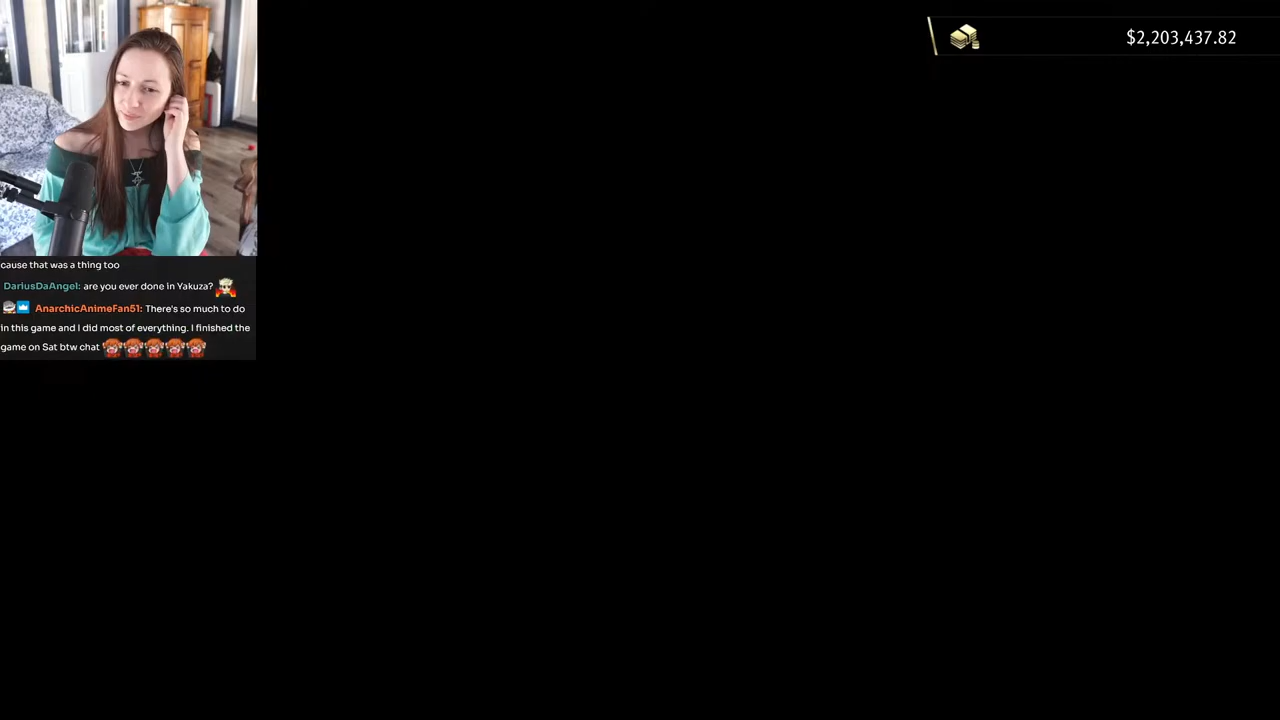 $2,203,437.82
cause that was a thing too
DariusDaAngel: are you ever done in Yakuza?
AnarchicAnimeFan51: There's so much to do
in this game and I did most of everything. I finished the
game on Sat btw chat